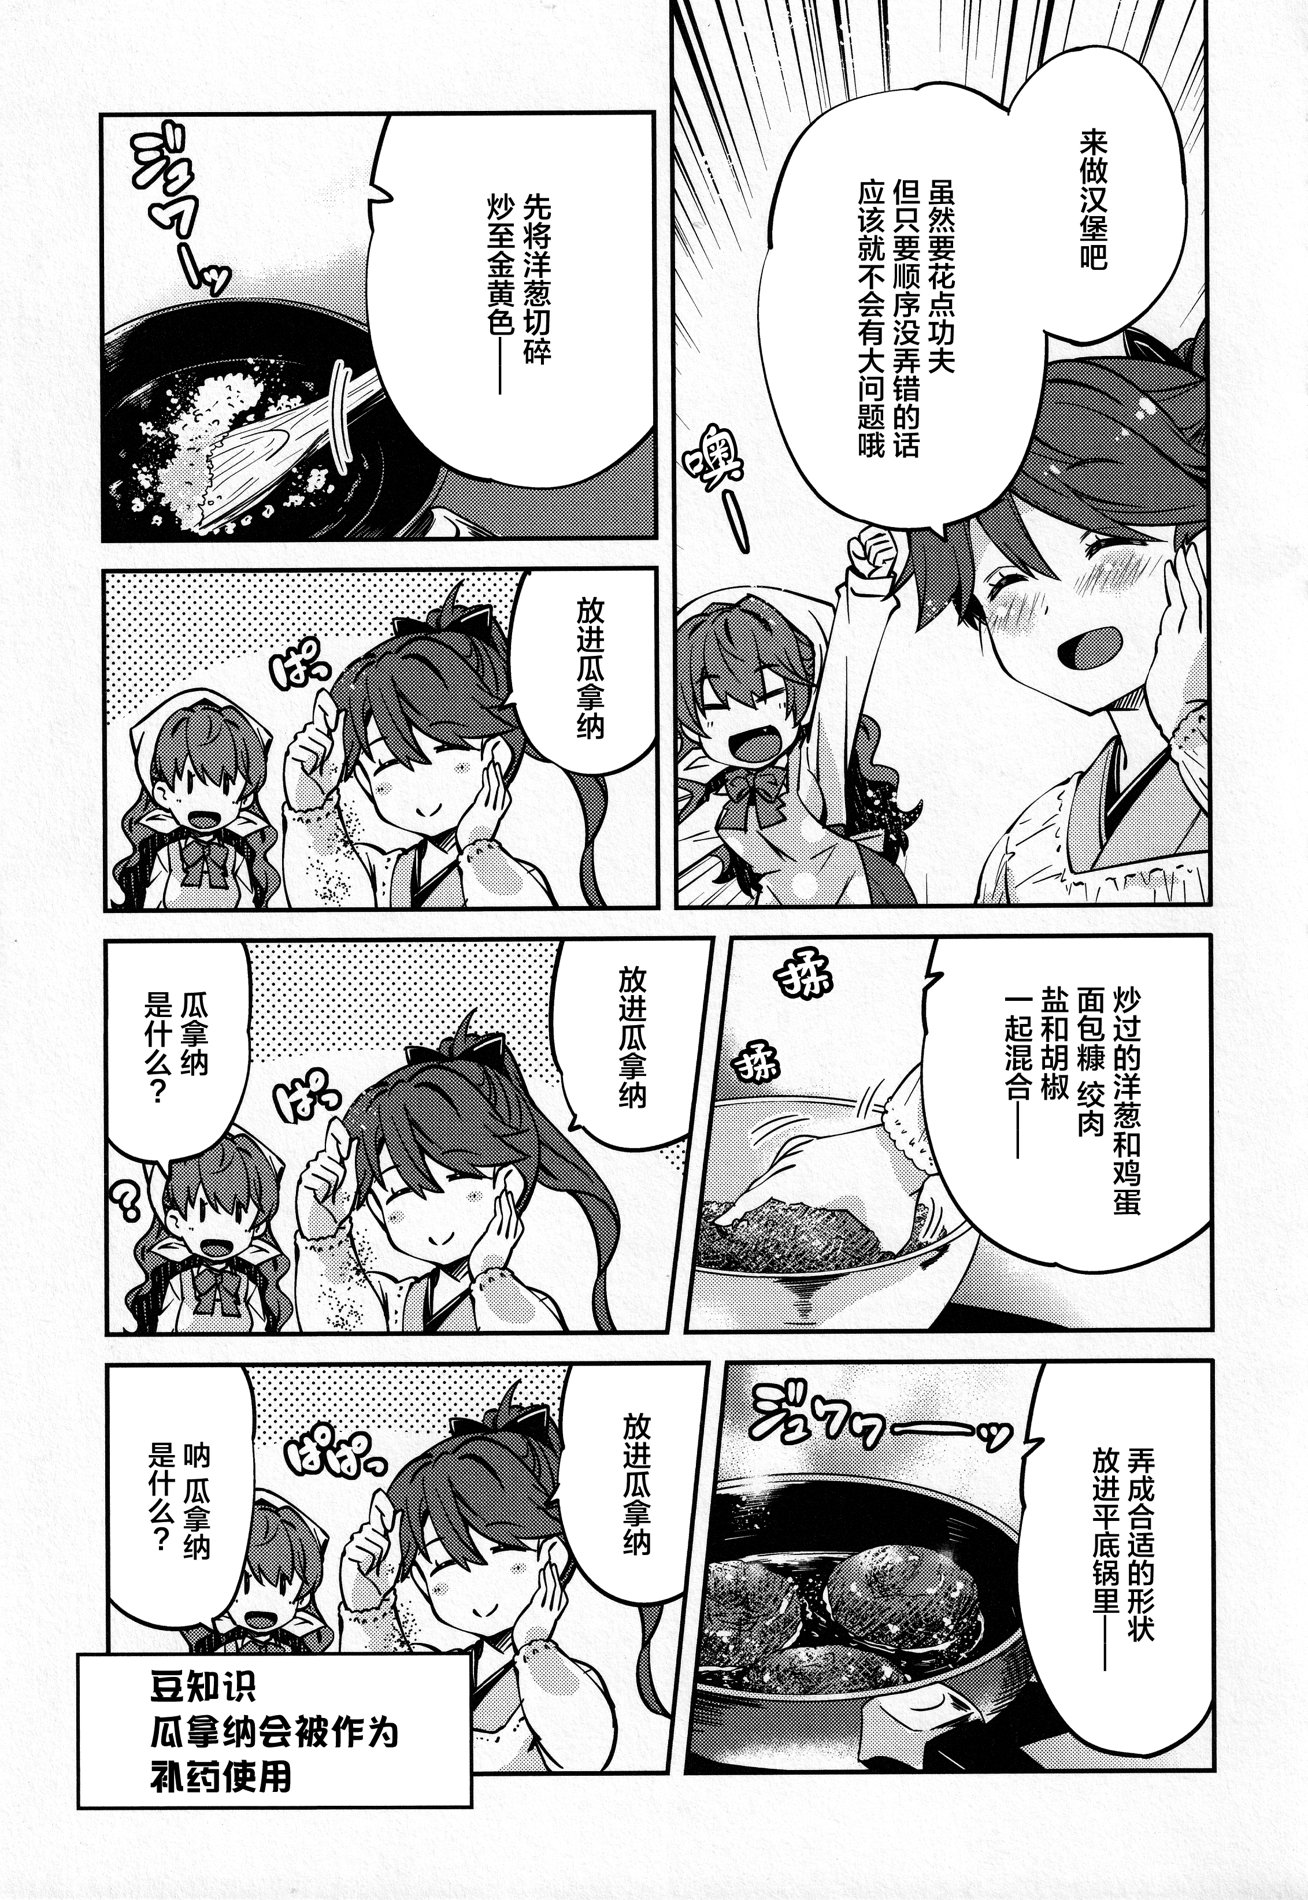 来做汉堡吧
虽然要花点功夫
但只要顺序没弄错的话
应该就不会有大问题哦
噢ー
先将洋葱切碎
炒至金黄色——
ジュワーッ
放进瓜拿纳
ぱっ
炒过的洋葱和鸡蛋
面包糠 绞肉
盐和胡椒
一起混合——
揉
揉
放进瓜拿纳
ぱっ
瓜拿纳
是什么?
?
弄成合适的形状
放进平底锅里——
ジュワワーーッ
放进瓜拿纳
ぱぱっ
呐 瓜拿纳
是什么?
豆知识
瓜拿纳会被作为
补药使用